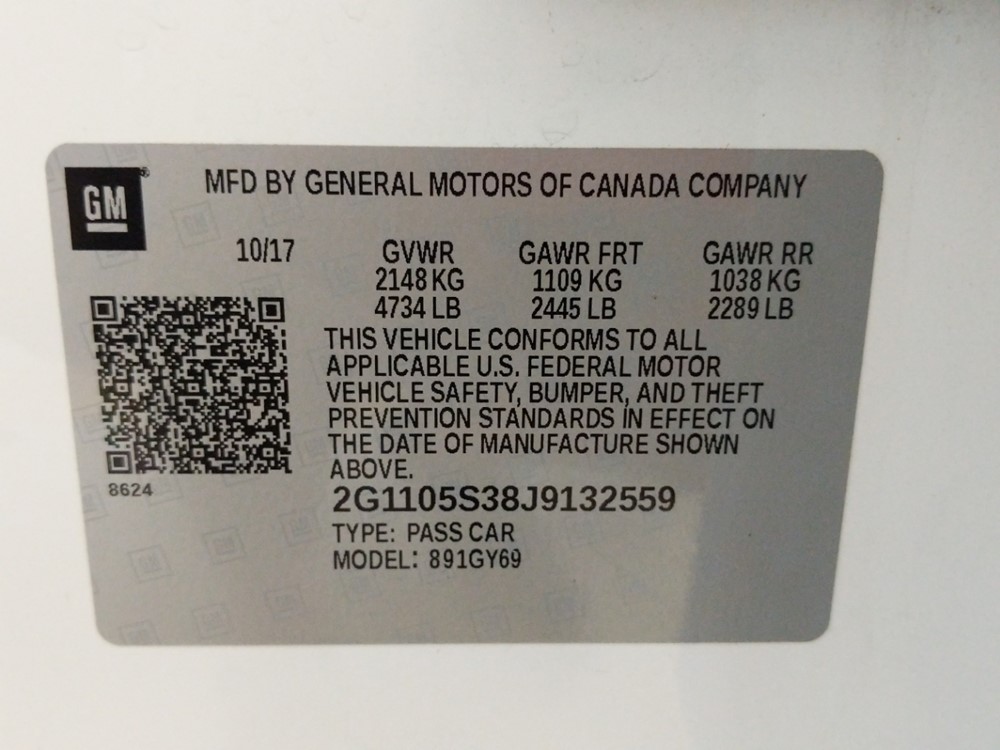 GM
MFD BY GENERAL MOTORS OF CANADA COMPANY
10/17 GVWR GAWR FRT GAWR RR
2148 KG 1109 KG 1038 KG
4734 LB 2445 LB 2289 LB
THIS VEHICLE CONFORMS TO ALL
APPLICABLE U.S. FEDERAL MOTOR
VEHICLE SAFETY, BUMPER, AND THEFT
PREVENTION STANDARDS IN EFFECT ON
THE DATE OF MANUFACTURE SHOWN
ABOVE.
8624
2G1105S38J9132559
TYPE: PASS CAR
MODEL: 891GY69